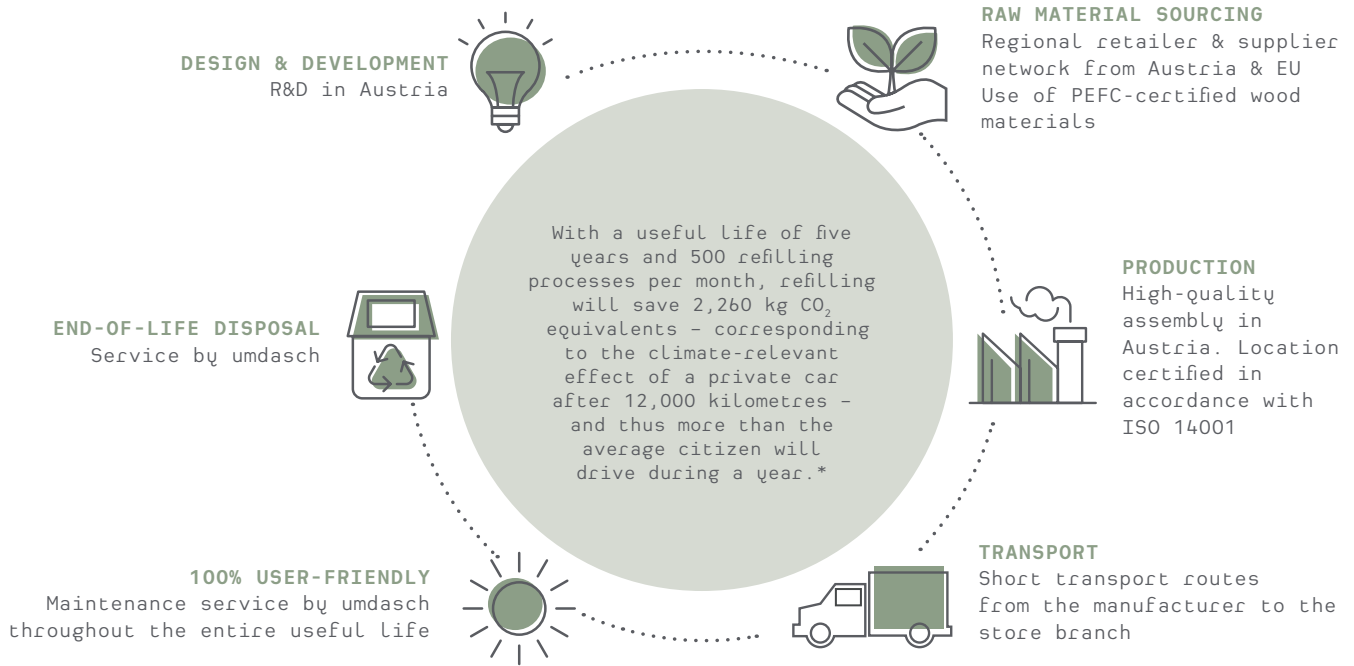 DESIGN & DEVELOPMENT
R&D in Austria
RAW MATERIAL SOURCING
Regional retailer & supplier
network from Austria & EU
Use of PEFC-certified wood
materials
With a useful life of five
years and 500 refilling
processes per month, refilling
will save 2,260 kg CO₂
equivalents – corresponding
to the climate-relevant
effect of a private car
after 12,000 kilometres –
and thus more than the
average citizen will
drive during a year.*
PRODUCTION
High-quality
assembly in
Austria. Location
certified in
accordance with
ISO 14001
END-OF-LIFE DISPOSAL
Service by umdasch
TRANSPORT
Short transport routes
from the manufacturer to the
store branch
100% USER-FRIENDLY
Maintenance service by umdasch
throughout the entire useful life